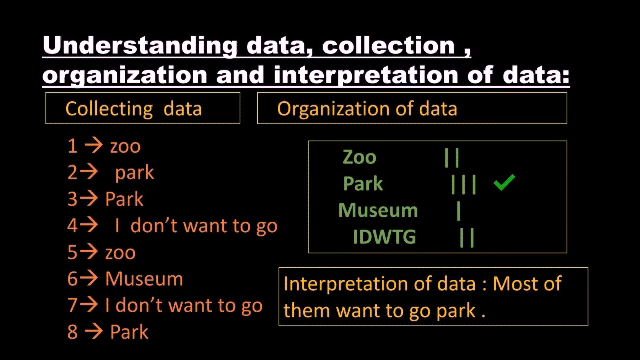 Understanding data, collection ,
organization and interpretation of data:
Collecting data
Organization of data
1 → zoo
2→ park
3→ Park
4→ I don't want to go
5→ zoo
6→ Museum
7→ I don't want to go
8 → Park
Zoo ||
Park ||| ✓
Museum |
IDWTG ||
Interpretation of data : Most of
them want to go park .